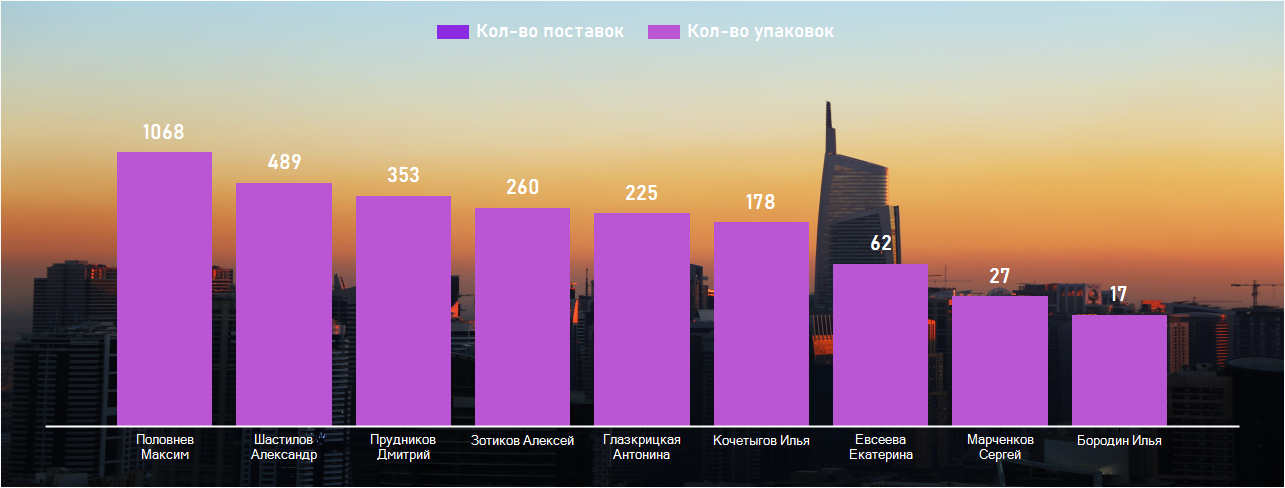 Кол-во поставок Кол-во упаковок
1068
489
353
260
225
178
62
27
17
Половнев
Максим
Шастилов
Александр
Прудников
Дмитрий
Зотиков Алексей
Глазкрицкая
Антонина
Кочетыгов Илья
Евсеева
Екатерина
Марченков
Сергей
Бородин Илья